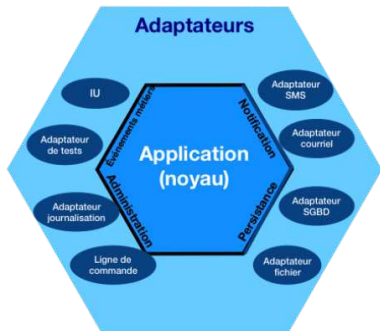 Adaptateurs
IU
Adaptateur
de tests
Adaptateur
journalisation
Ligne de
commande
Événements métiers
Administration
Application
(noyau)
Notification
Persistance
Adaptateur
SMS
Adaptateur
courriel
Adaptateur
SGBD
Adaptateur
fichier